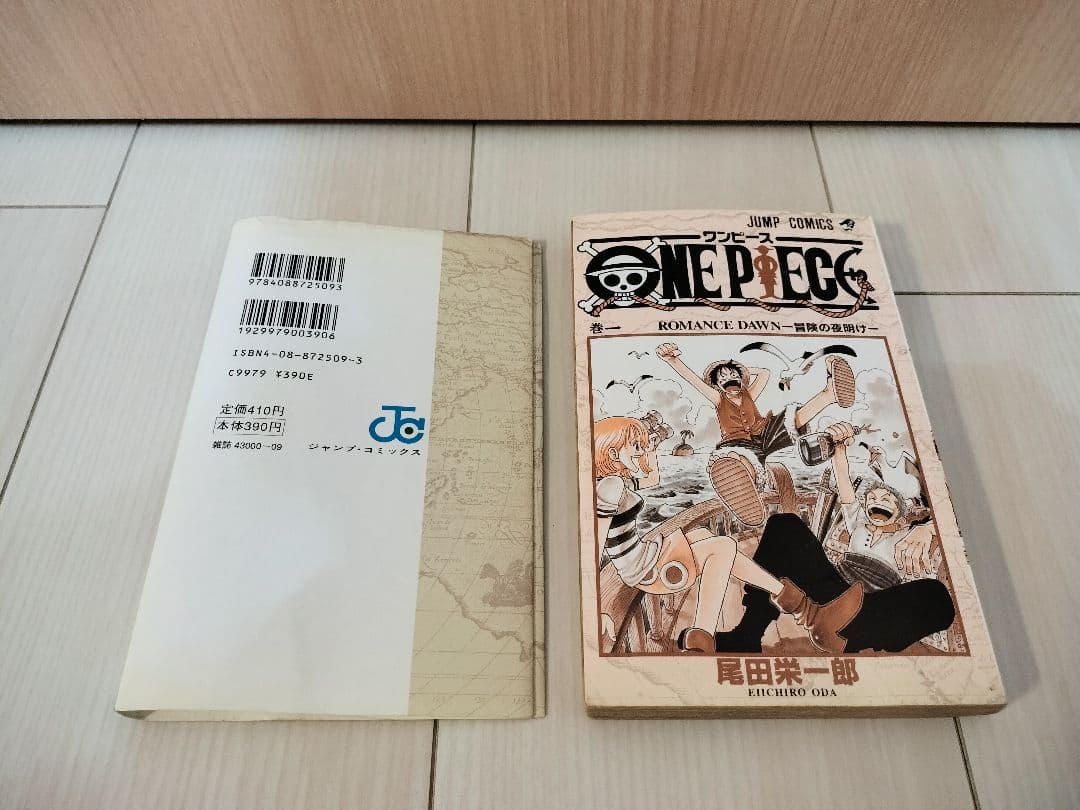 9784088725093
1929979003906
ISBN4-08-872509-3
C9979 ¥390E
定価410円
本体390円
雑誌 43000-09
JC
ジャンプ・コミックス
JUMP COMICS
ワンピース
ONE PIECE
巻一 ROMANCE DAWN—冒険の夜明け—
尾田栄一郎
EIICHIRO ODA